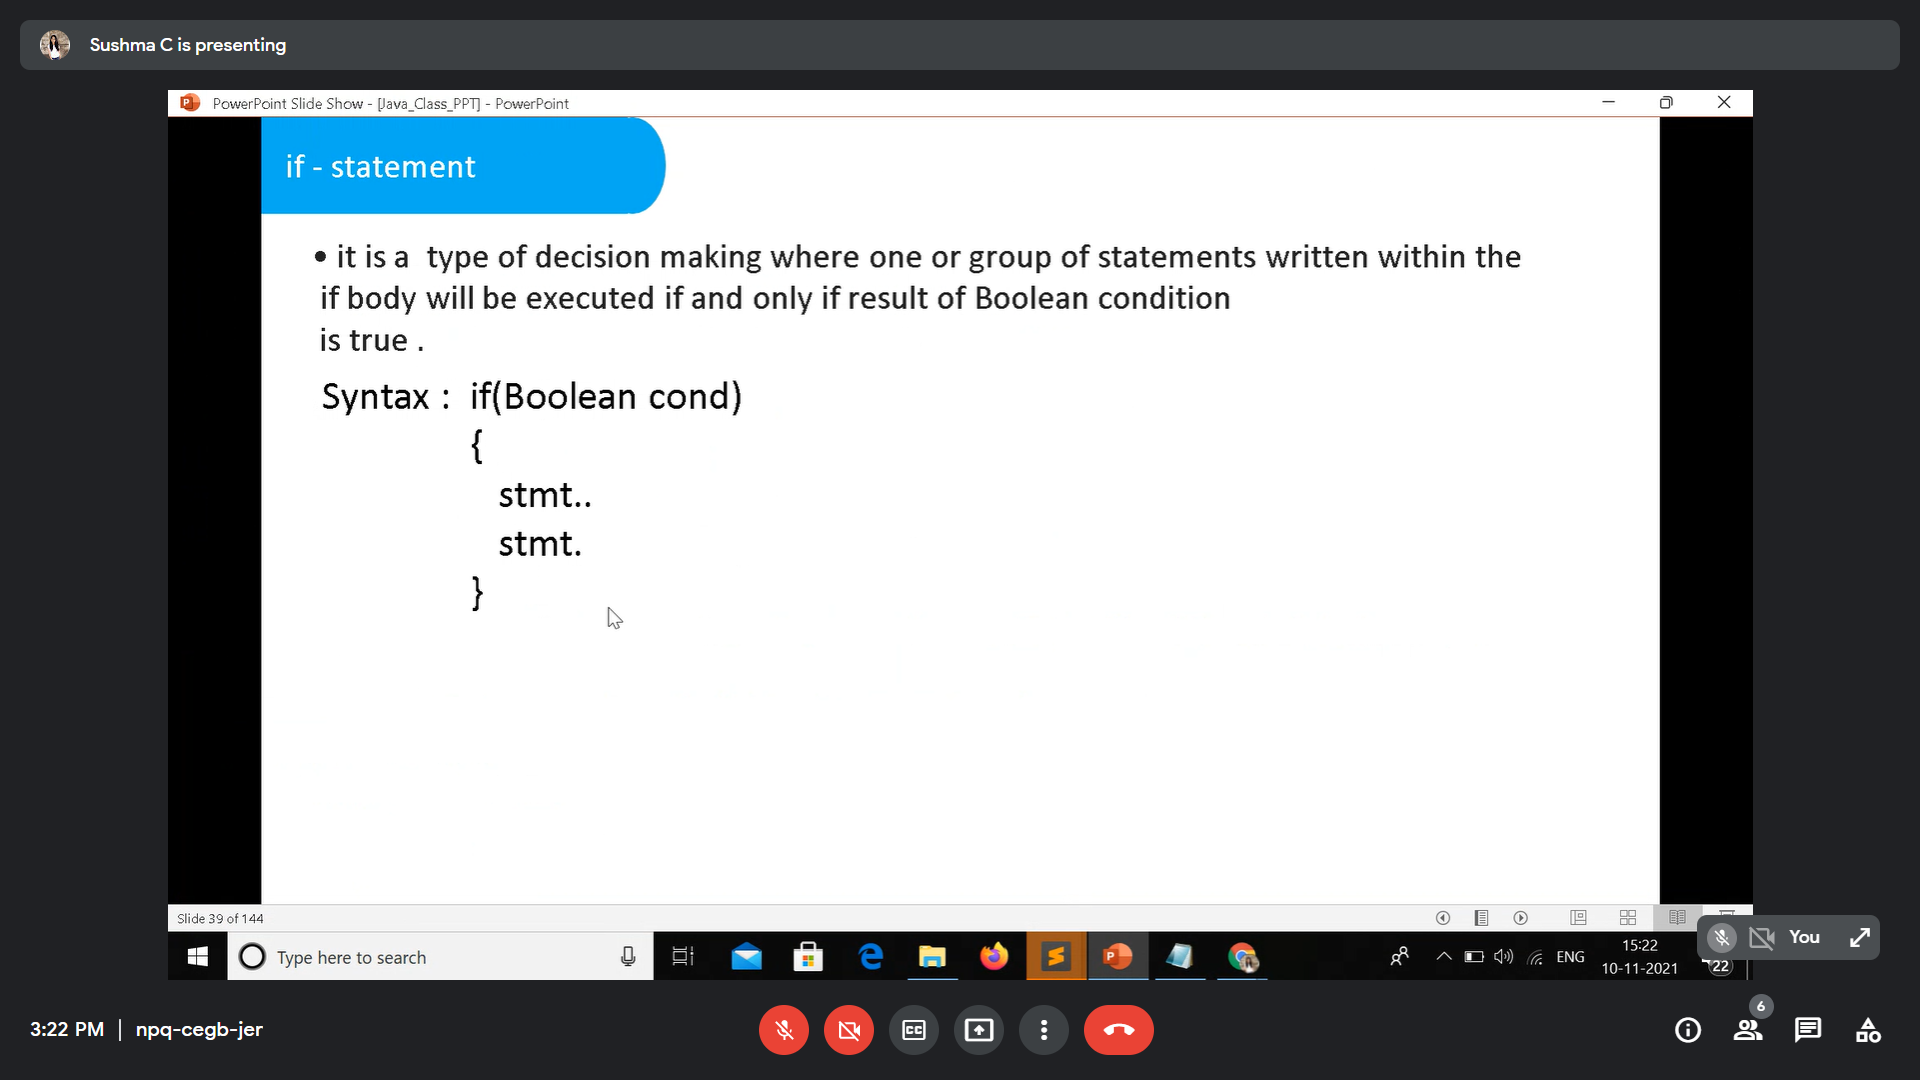 Sushma C is presenting
PowerPoint Slide Show - [Java_Class_PPT] - PowerPoint
if - statement
• it is a type of decision making where one or group of statements written within the
if body will be executed if and only if result of Boolean condition
is true .
Syntax : if(Boolean cond)
{
stmt..
stmt.
}
Slide 39 of 144
Type here to search
ENG
15:22
10-11-2021
22
You
3:22 PM | npq-cegb-jer
CC
6